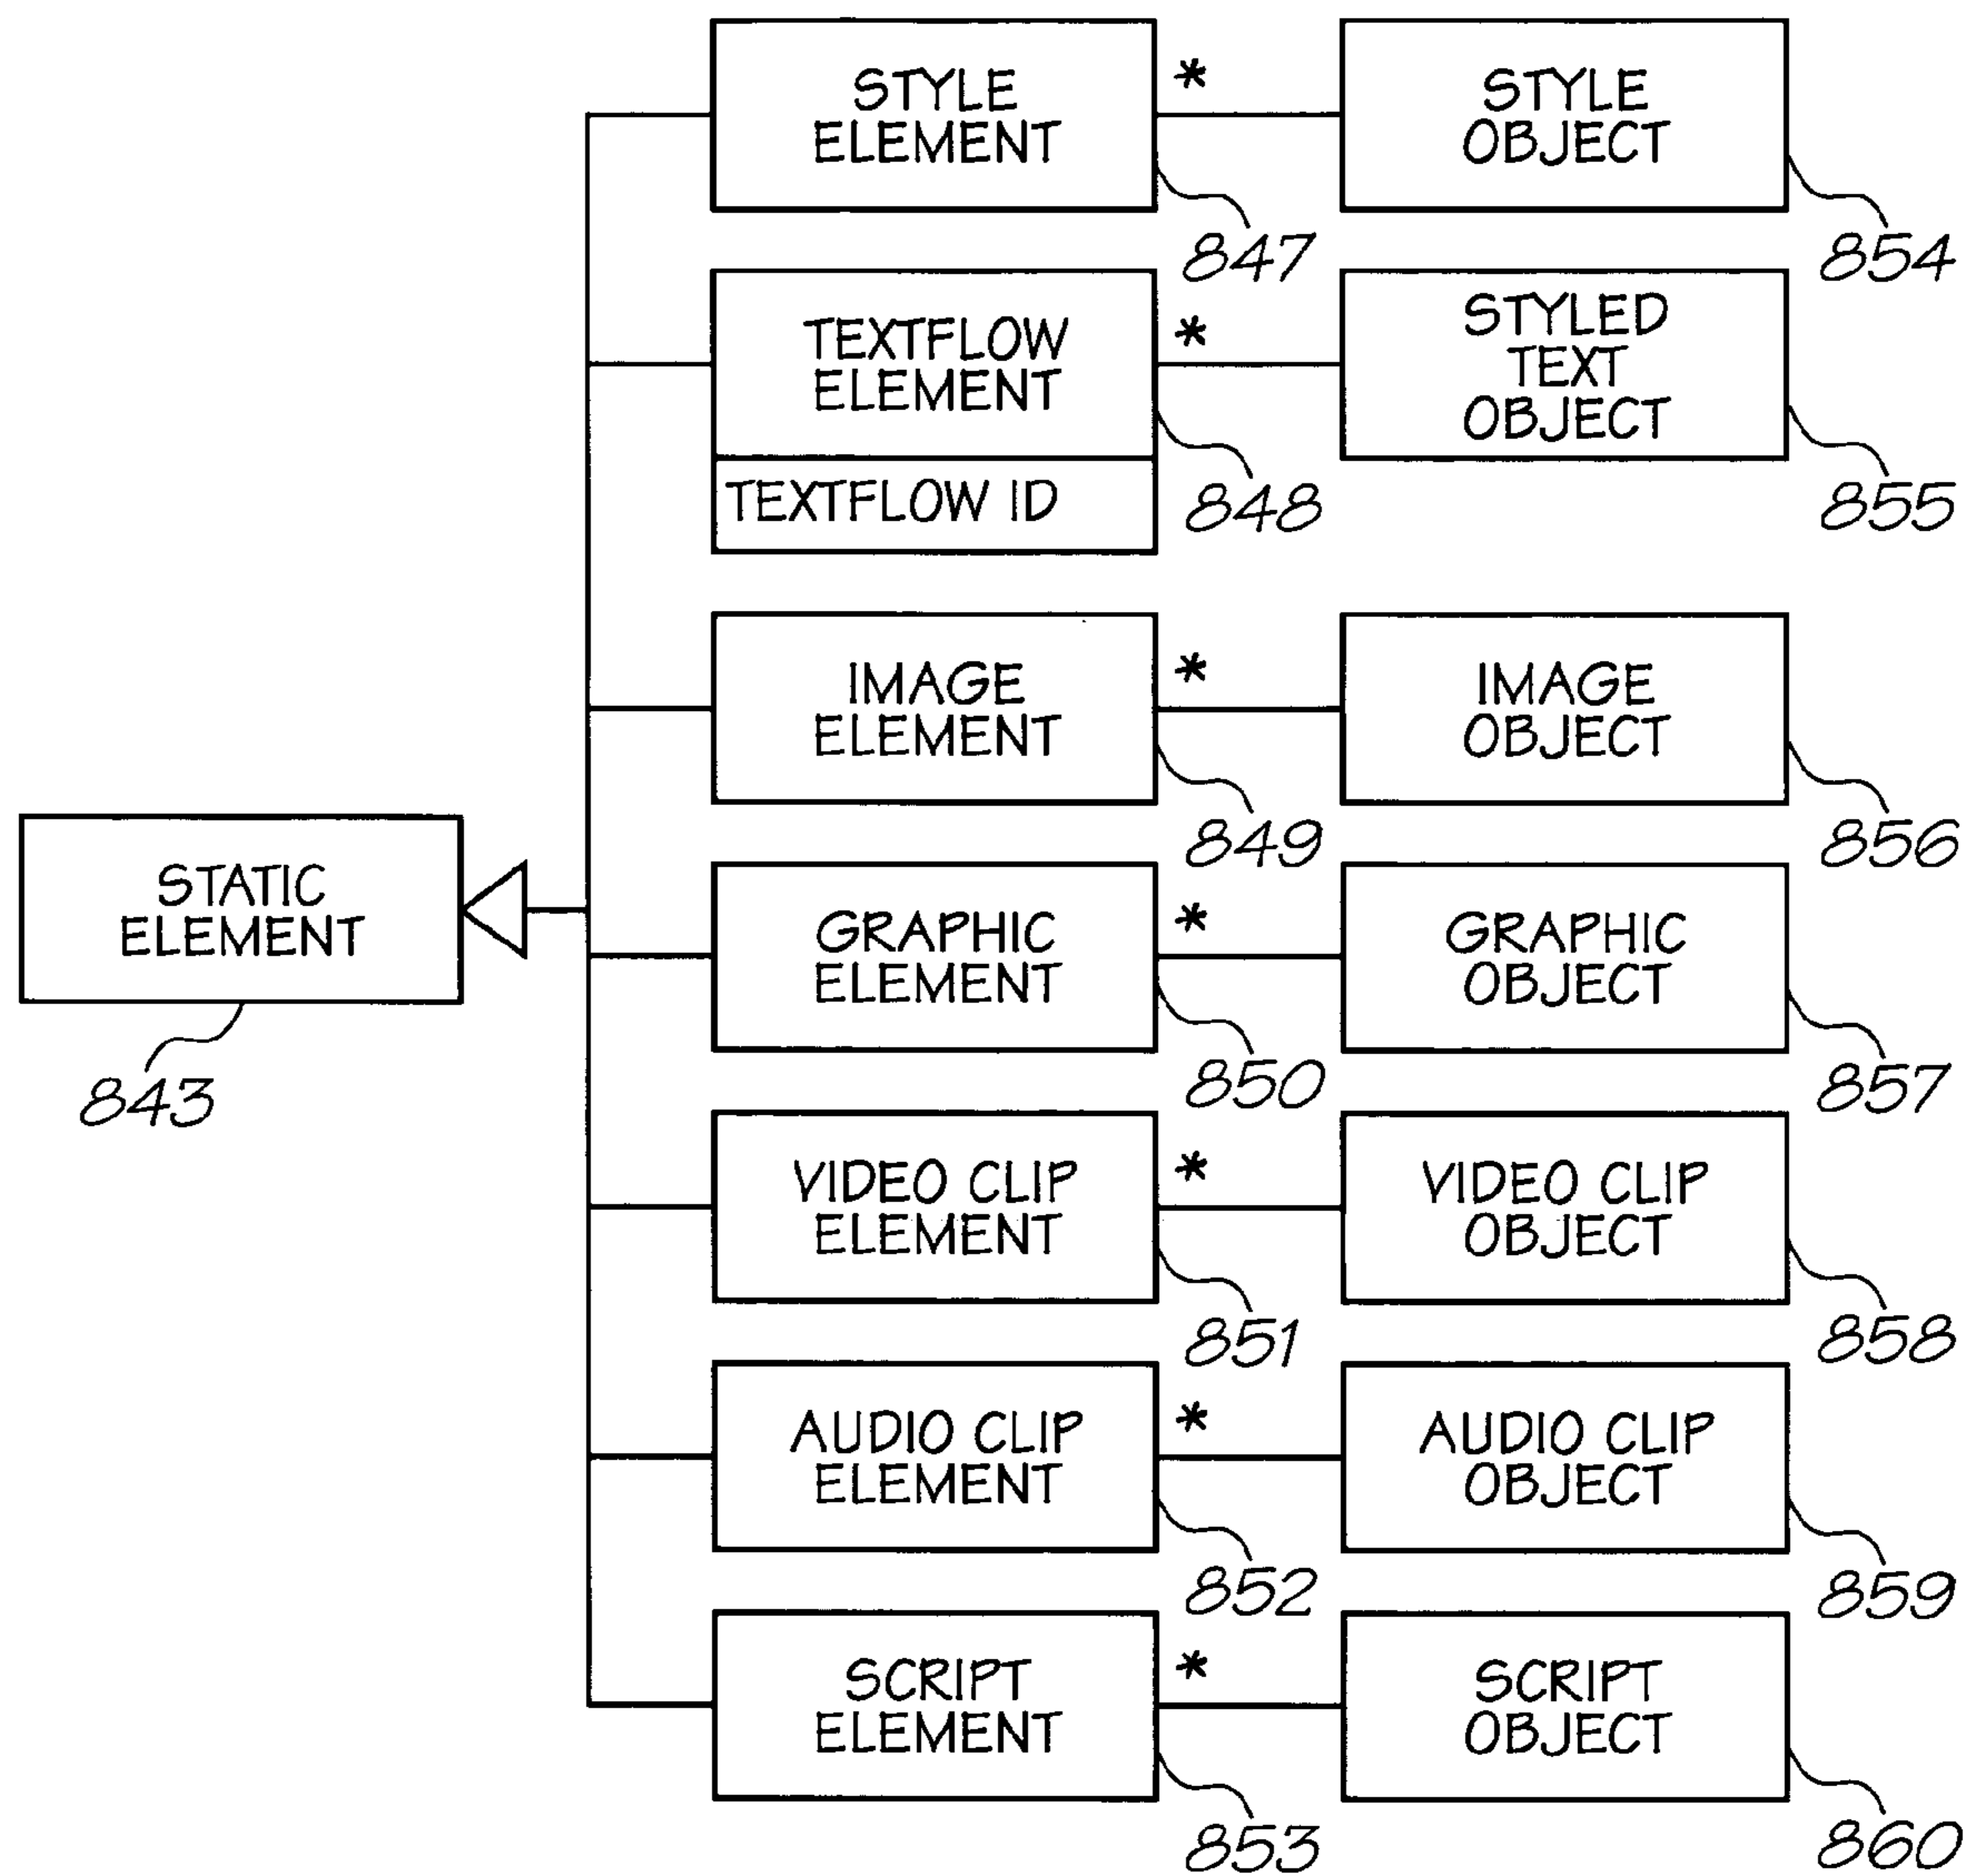 STYLE
ELEMENT
*
STYLE
OBJECT
847
854
TEXTFLOW
ELEMENT
TEXTFLOW ID
*
STYLED
TEXT
OBJECT
848
855
IMAGE
ELEMENT
*
IMAGE
OBJECT
849
856
STATIC
ELEMENT
843
GRAPHIC
ELEMENT
*
GRAPHIC
OBJECT
850
857
VIDEO CLIP
ELEMENT
*
VIDEO CLIP
OBJECT
851
858
AUDIO CLIP
ELEMENT
*
AUDIO CLIP
OBJECT
852
859
SCRIPT
ELEMENT
*
SCRIPT
OBJECT
853
860